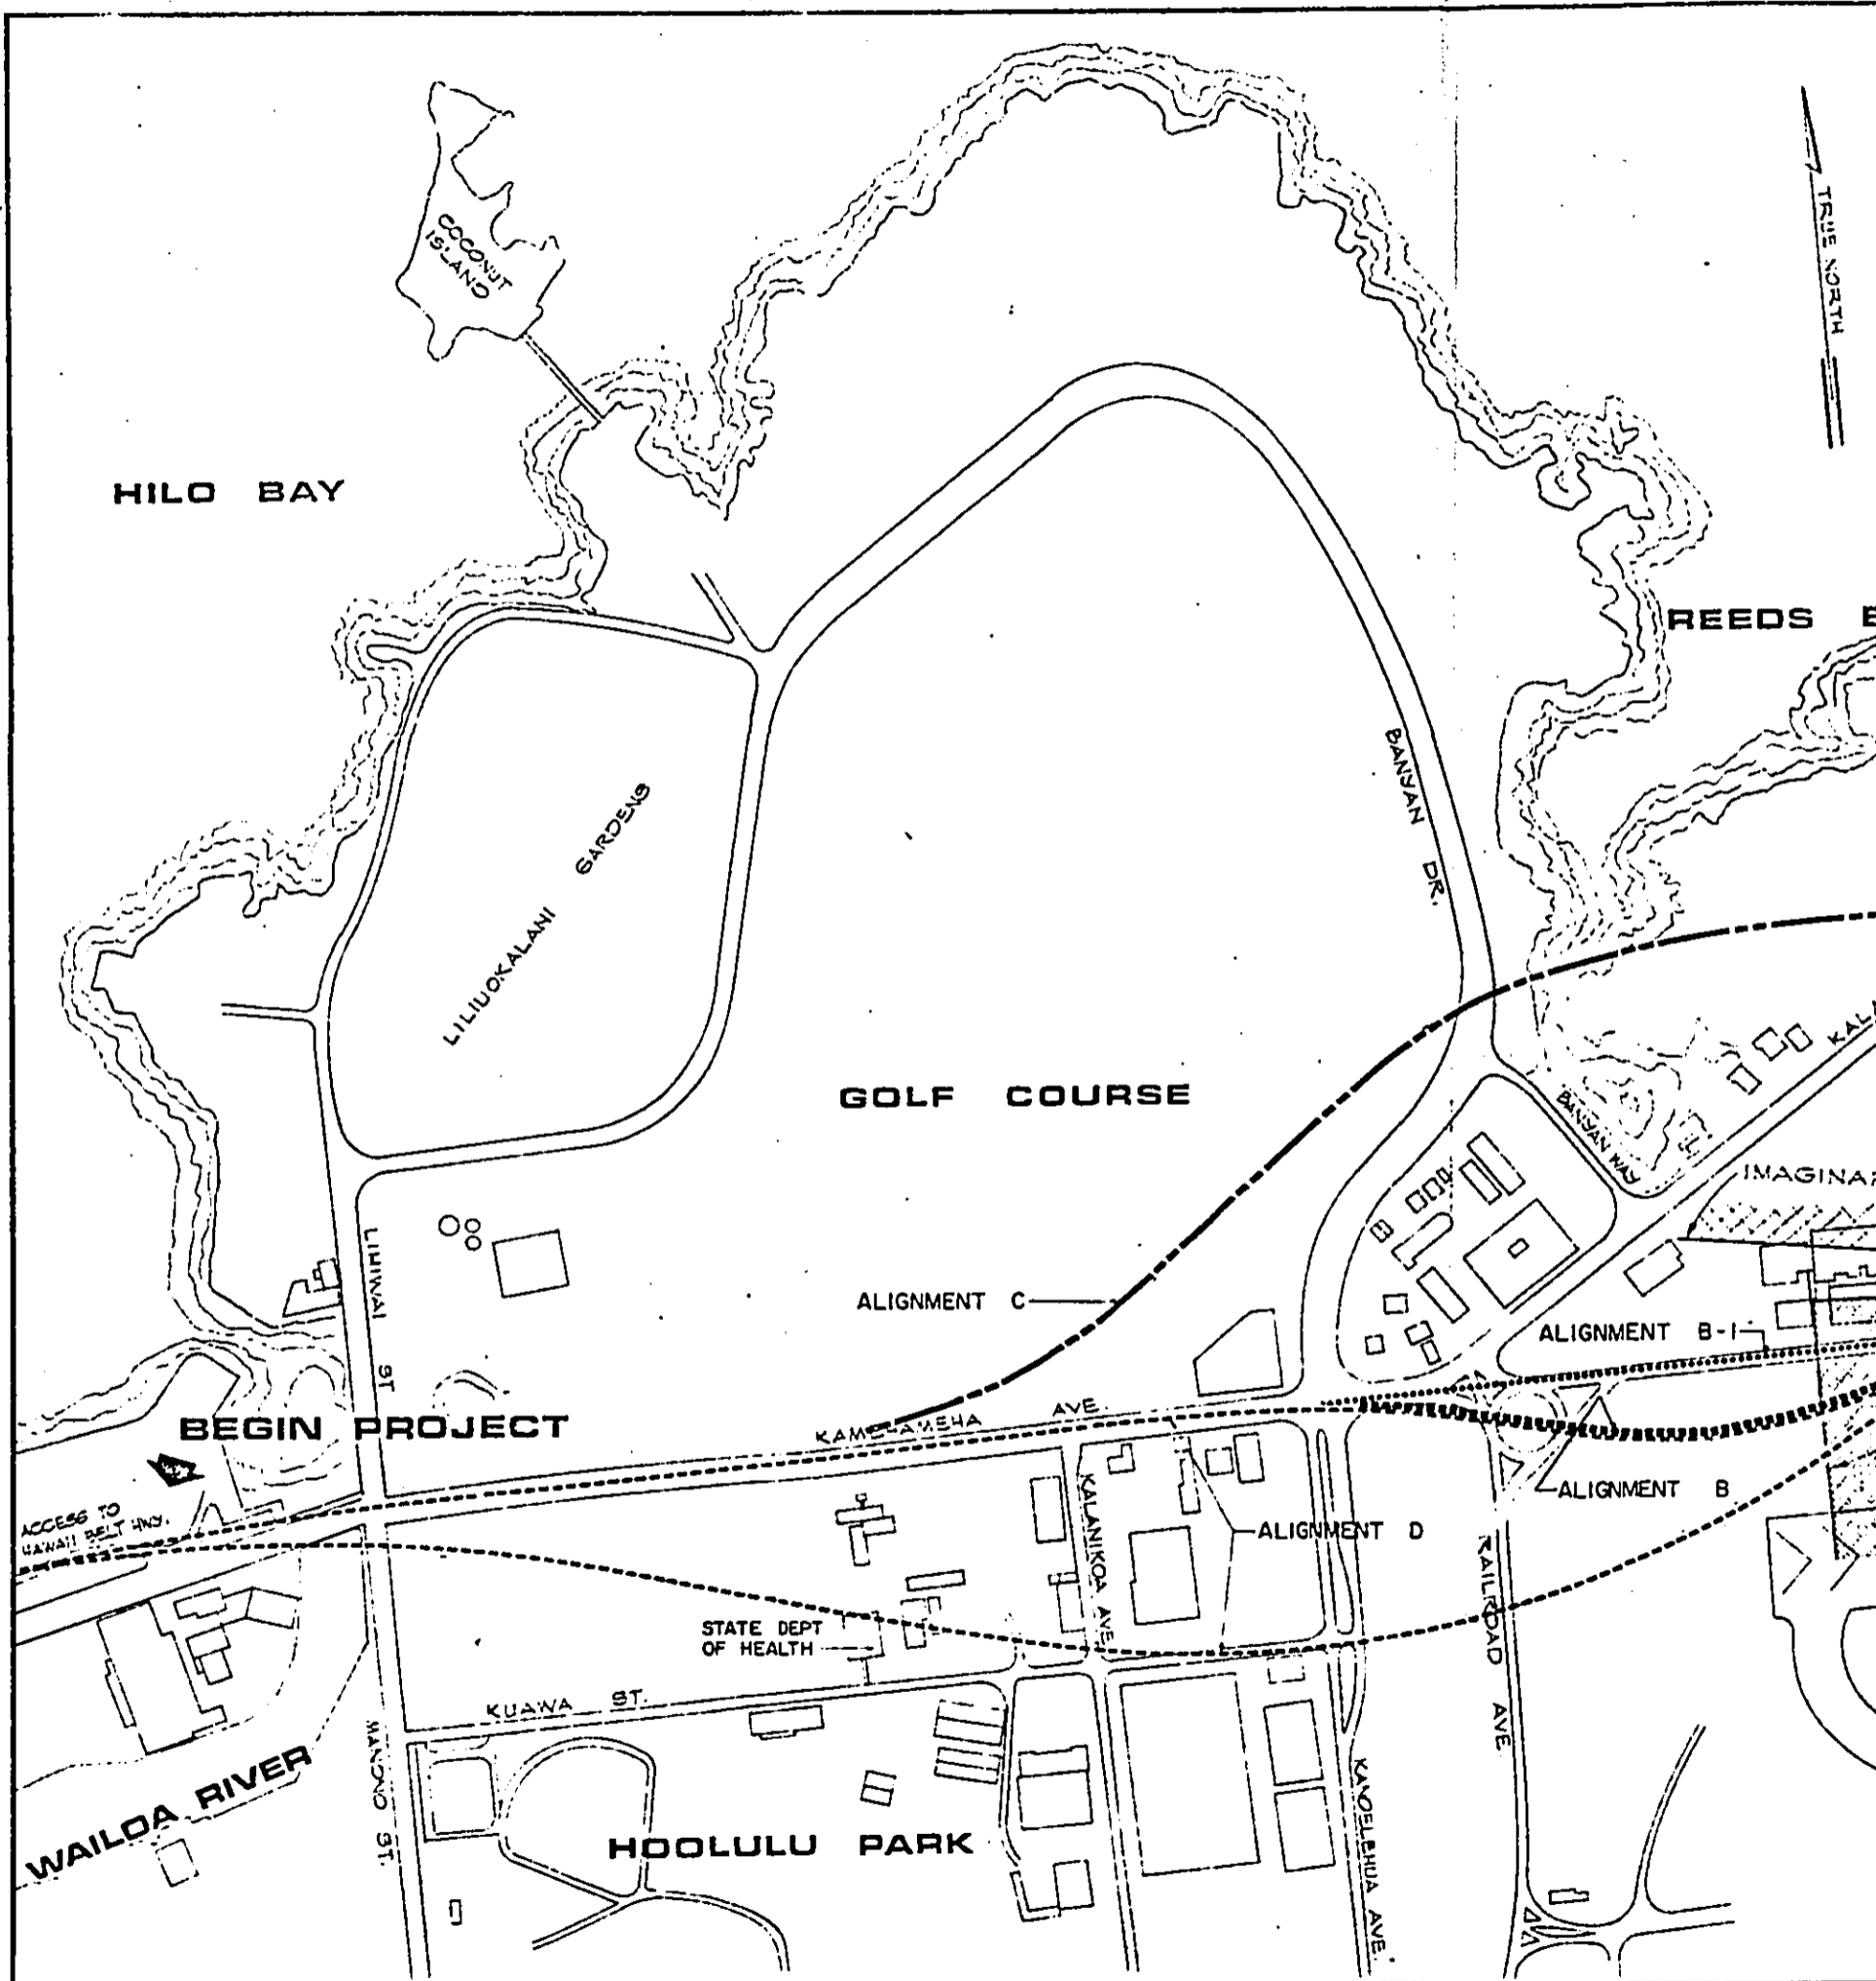 COCONUT
ISLAND
TRUE NORTH
HILO BAY
REEDS
BANYAN DR.
LILIUOKALANI GARDENS
GOLF COURSE
BANYAN WAY
LIHIWAI ST
ALIGNMENT C
ALIGNMENT B-1
BEGIN PROJECT
KAMEHAMEHA AVE.
ACCESS TO
HAWAII BELT HWY.
ALIGNMENT B
ALIGNMENT D
KALANIKOA AVE.
RAILROAD AVE.
STATE DEPT
OF HEALTH
KUAWA ST.
MANONO ST.
WAILOA RIVER
HOOLULU PARK
KANOELEHUA AVE.